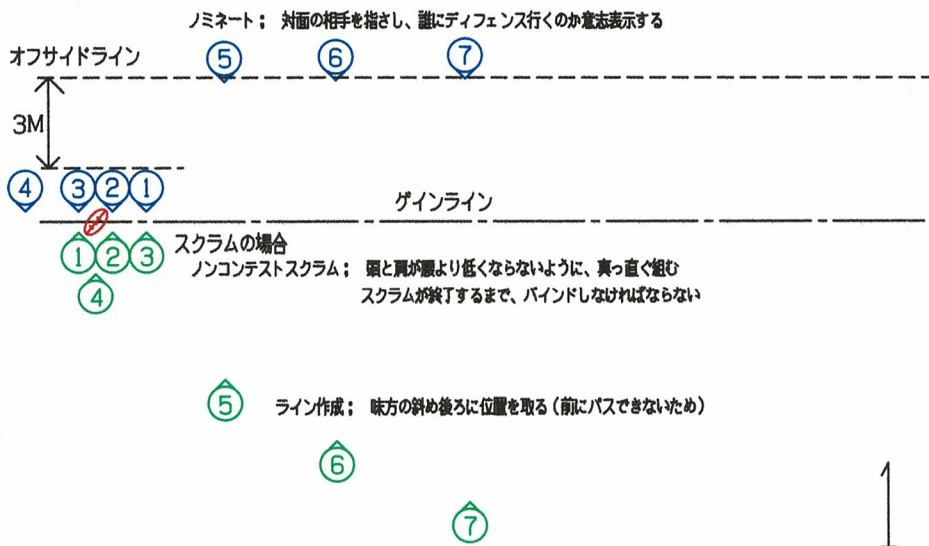 ノミネート； 対面の相手を指さし、誰にディフェンス行くのか意志表示する
オフサイドライン
5 6 7
3M
4 3 2 1
ゲインライン
1 2 3
スクラムの場合
ノンコンテストスクラム； 頭と肩が腰より低くならないように、真っ直ぐ組む
スクラムが終了するまで、バインドしなければならない
4
5
ライン作成； 味方の斜め後ろに位置を取る（前にパスできないため）
6
7